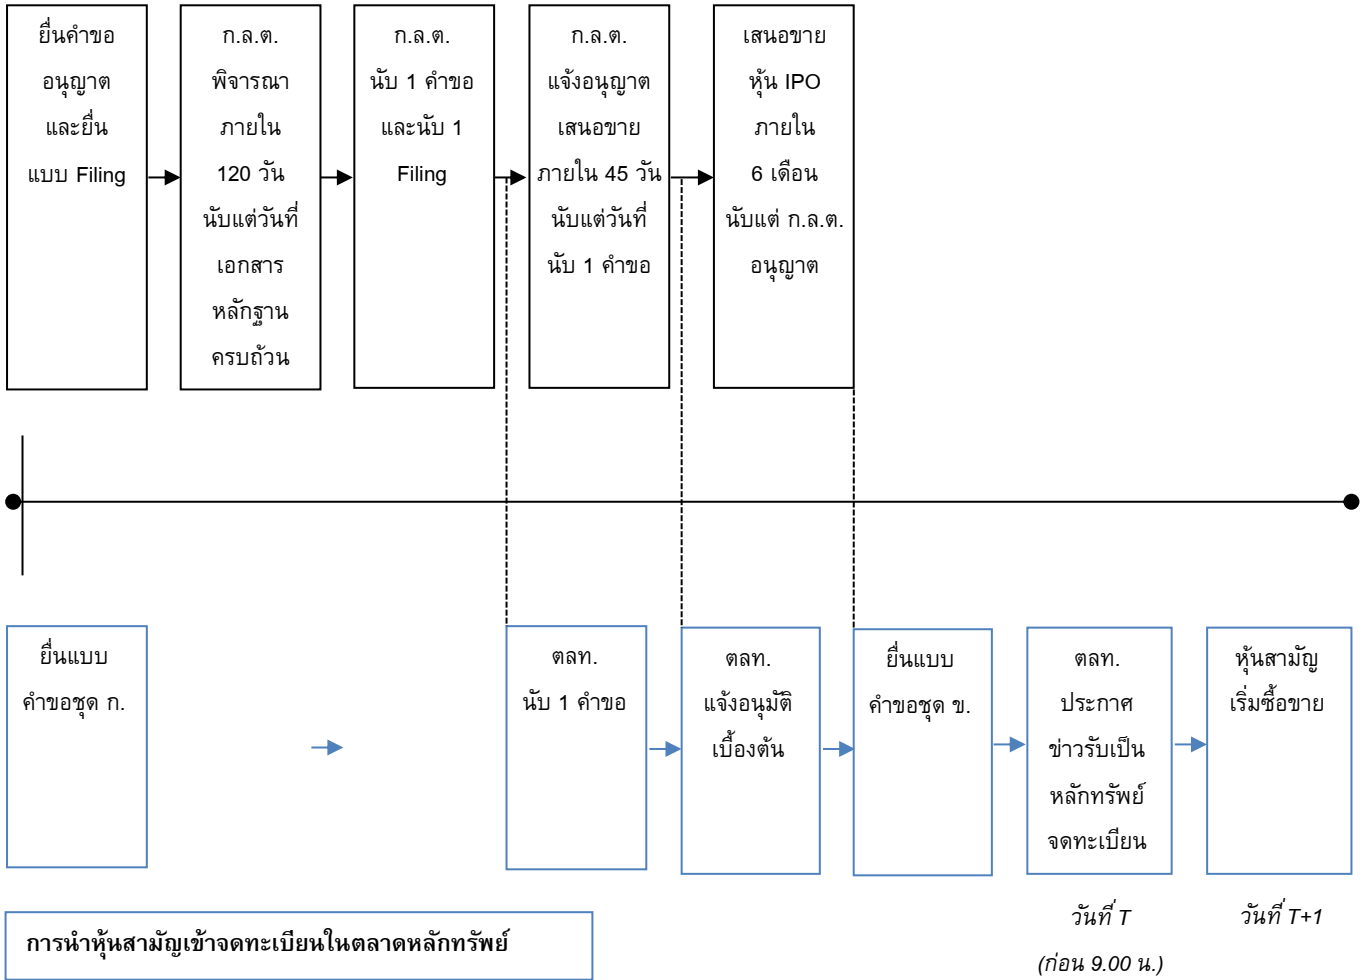 ยื่นคำขอ
อนุญาต
และยื่น
แบบ Filing
ก.ล.ต.
พิจารณา
ภายใน
120 วัน
นับแต่วันที่
เอกสาร
หลักฐาน
ครบถ้วน
ก.ล.ต.
นับ 1 คำขอ
และนับ 1
Filing
ก.ล.ต.
แจ้งอนุญาต
เสนอขาย
ภายใน 45 วัน
นับแต่วันที่
นับ 1 คำขอ
เสนอขาย
หุ้น IPO
ภายใน
6 เดือน
นับแต่ ก.ล.ต.
อนุญาต
ยื่นแบบ
คำขอชุด ก.
ตลท.
นับ 1 คำขอ
ตลท.
แจ้งอนุมัติ
เบื้องต้น
ยื่นแบบ
คำขอชุด ข.
ตลท.
ประกาศ
ข่าวรับเป็น
หลักทรัพย์
จดทะเบียน
หุ้นสามัญ
เริ่มซื้อขาย
วันที่ T
(ก่อน 9.00 น.)
วันที่ T+1
การนำหุ้นสามัญเข้าจดทะเบียนในตลาดหลักทรัพย์